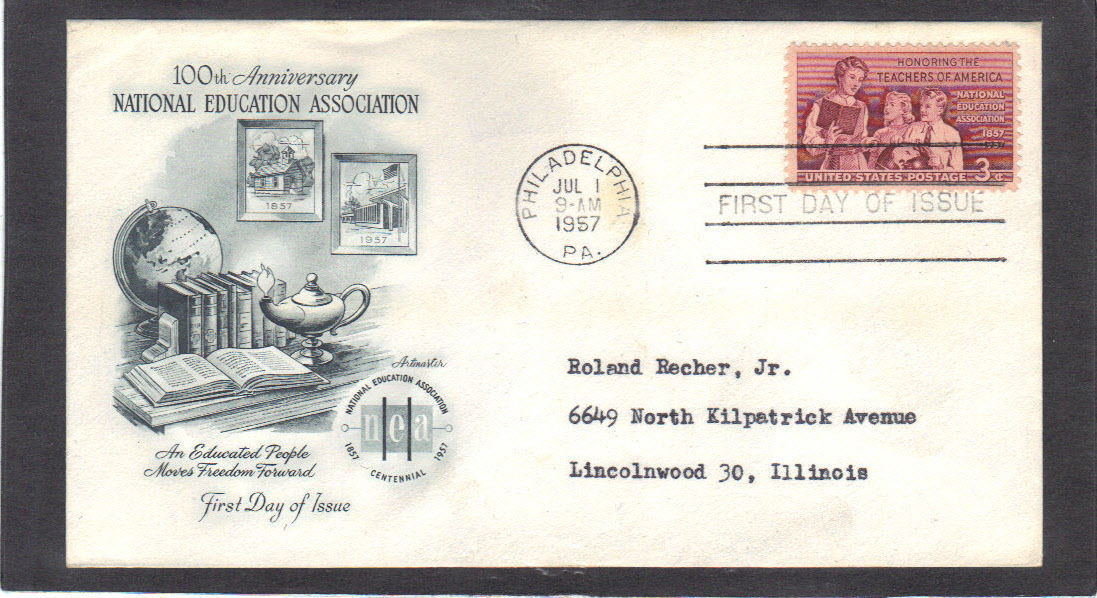 100th Anniversary
NATIONAL EDUCATION ASSOCIATION
1857
1957
Artmaster
NATIONAL EDUCATION ASSOCIATION
nea
1857 1957
CENTENNIAL
An Educated People
Moves Freedom Forward
First Day of Issue
PHILADELPHIA
JUL 1
9-AM
1957
PA.
HONORING THE
TEACHERS OF AMERICA
NATIONAL
EDUCATION
ASSOCIATION
1857
1957
UNITED STATES POSTAGE 3¢
FIRST DAY OF ISSUE
Roland Recher, Jr.
6649 North Kilpatrick Avenue
Lincolnwood 30, Illinois